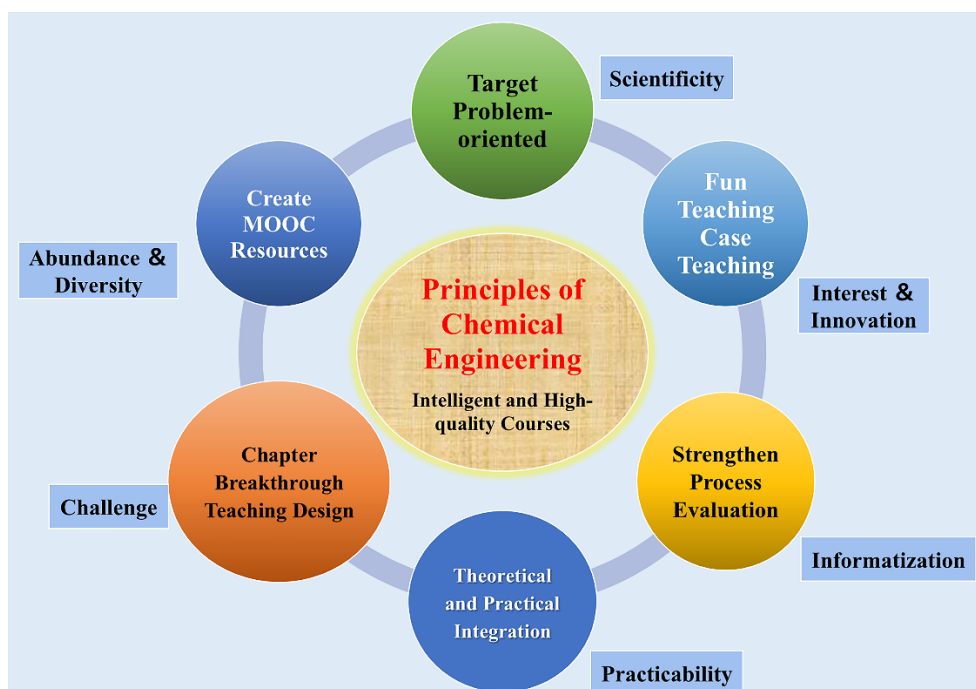 Target
Problem-
oriented
Scientificity
Fun
Teaching
Case
Teaching
Interest &
Innovation
Create
MOOC
Resources
Abundance &
Diversity
Principles of
Chemical
Engineering
Intelligent and High-
quality Courses
Chapter
Breakthrough
Teaching Design
Challenge
Strengthen
Process
Evaluation
Informatization
Theoretical
and Practical
Integration
Practicability